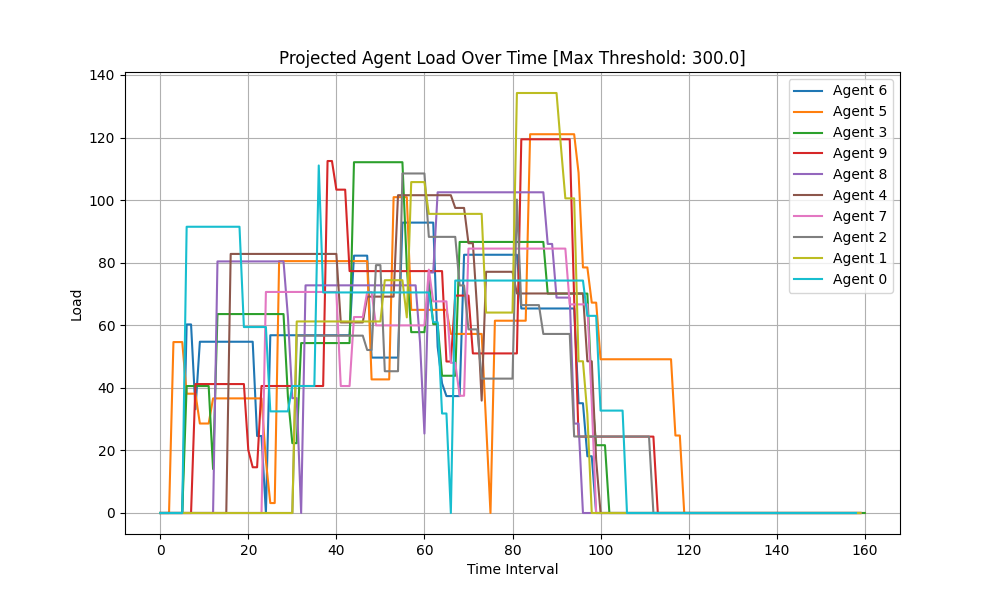 Projected Agent Load Over Time [Max Threshold: 300.0]
140
120
100
80
60
40
20
0
Load
0 20 40 60 80 100 120 140 160
Time Interval
Agent 6
Agent 5
Agent 3
Agent 9
Agent 8
Agent 4
Agent 7
Agent 2
Agent 1
Agent 0